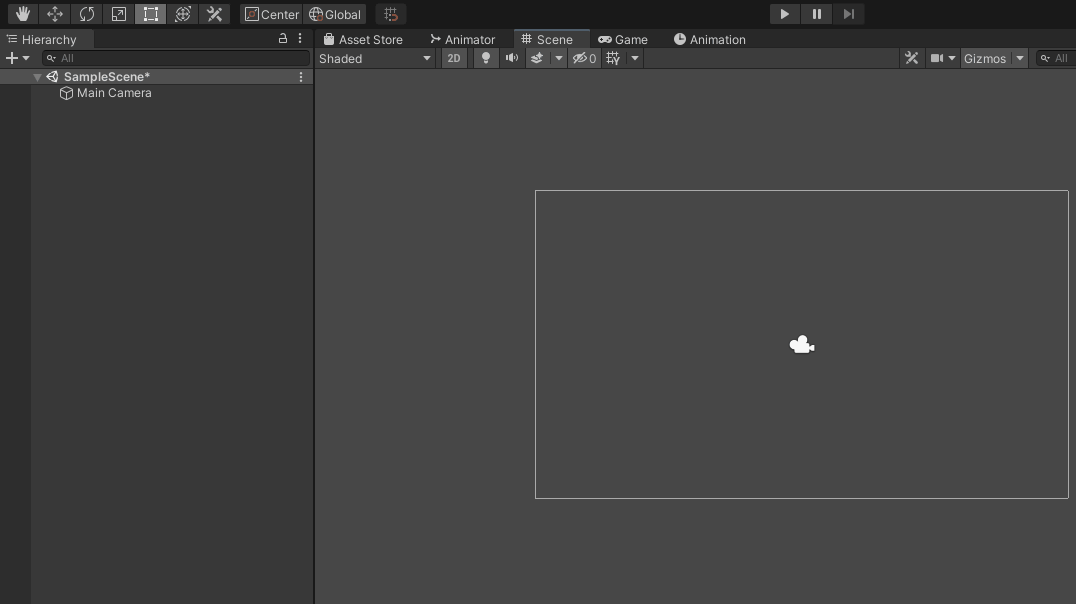 Center Global
Hierarchy
Asset Store Animator Scene Game Animation
All
Shaded 2D 0 Gizmos All
SampleScene*
Main Camera